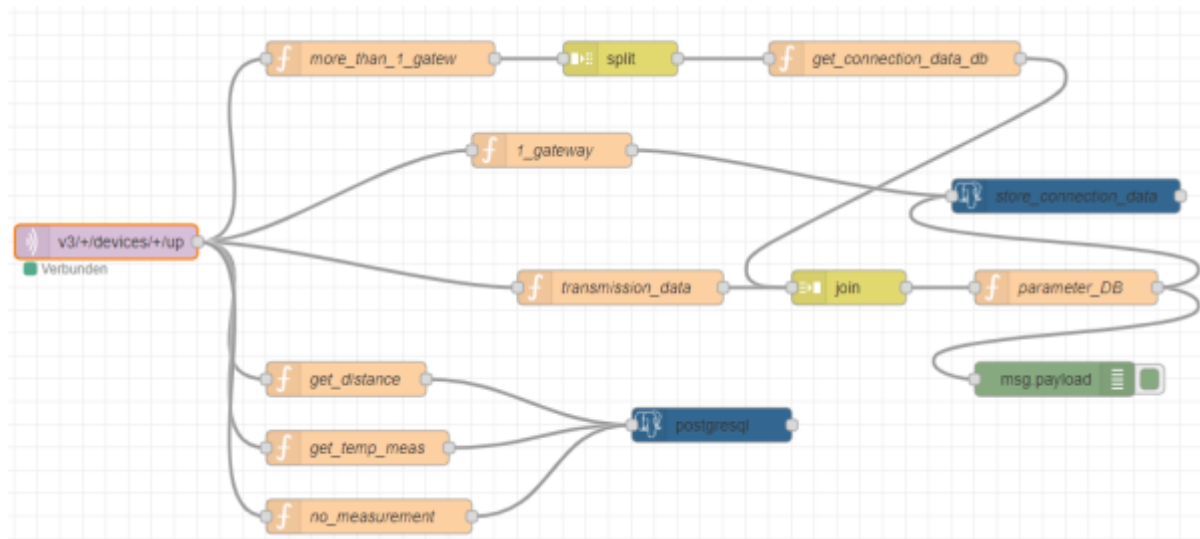 more_than_1_gatew
split
get_connection_data_db
1_gateway
store_connection_data
v3/+/devices/+/up
Verbunden
transmission_data
join
parameter_DB
get_distance
msg.payload
postgresql
get_temp_meas
no_measurement